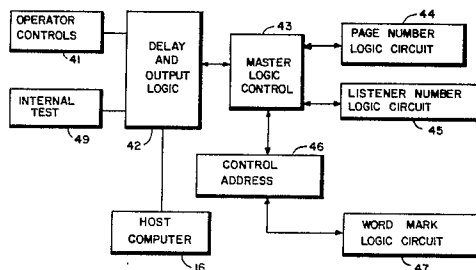 OPERATOR
CONTROLS
41
INTERNAL
TEST
49
DELAY
AND
OUTPUT
LOGIC
42
HOST
COMPUTER
16
43
MASTER
LOGIC
CONTROL
44
PAGE NUMBER
LOGIC CIRCUIT
LISTENER NUMBER
LOGIC CIRCUIT
45
46
CONTROL
ADDRESS
WORD MARK
LOGIC CIRCUIT
47